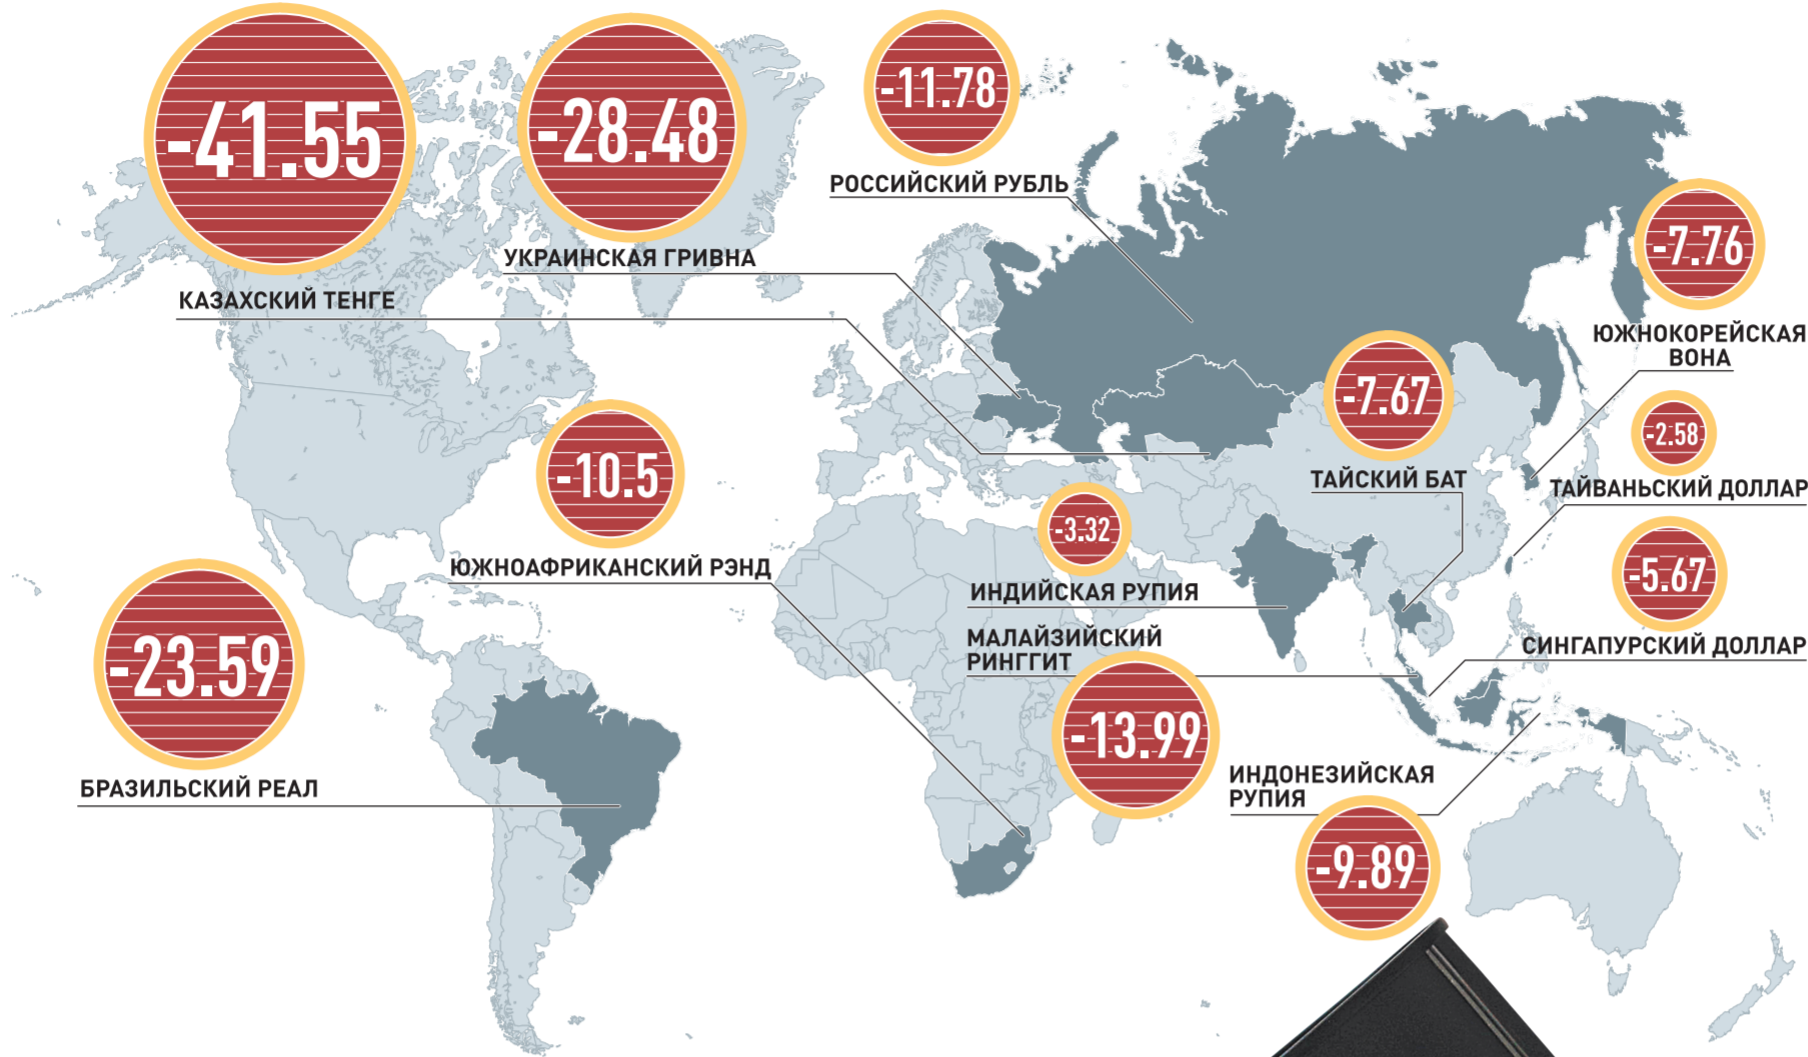 -41.55
-28.48
-11.78
РОССИЙСКИЙ РУБЛЬ
-7.76
УКРАИНСКАЯ ГРИВНА
КАЗАХСКИЙ ТЕНГЕ
ЮЖНОКОРЕЙСКАЯ
ВОНА
-7.67
-2.58
-10.5
ТАЙСКИЙ БАТ
ТАЙВАНЬСКИЙ ДОЛЛАР
-3.32
ЮЖНОАФРИКАНСКИЙ РЭНД
-5.67
ИНДИЙСКАЯ РУПИЯ
МАЛАЙЗИЙСКИЙ
РИНГГИТ
СИНГАПУРСКИЙ ДОЛЛАР
-23.59
-13.99
БРАЗИЛЬСКИЙ РЕАЛ
ИНДОНЕЗИЙСКАЯ
РУПИЯ
-9.89